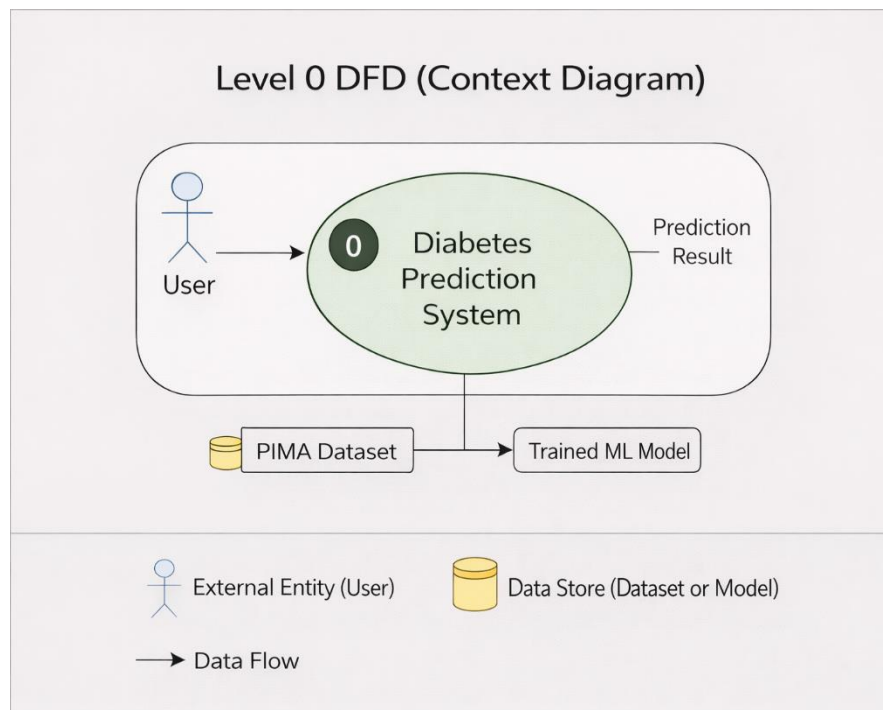 Level 0 DFD (Context Diagram)
User
0
Diabetes
Prediction
System
Prediction
Result
PIMA Dataset
Trained ML Model
External Entity (User)
Data Store (Dataset or Model)
Data Flow